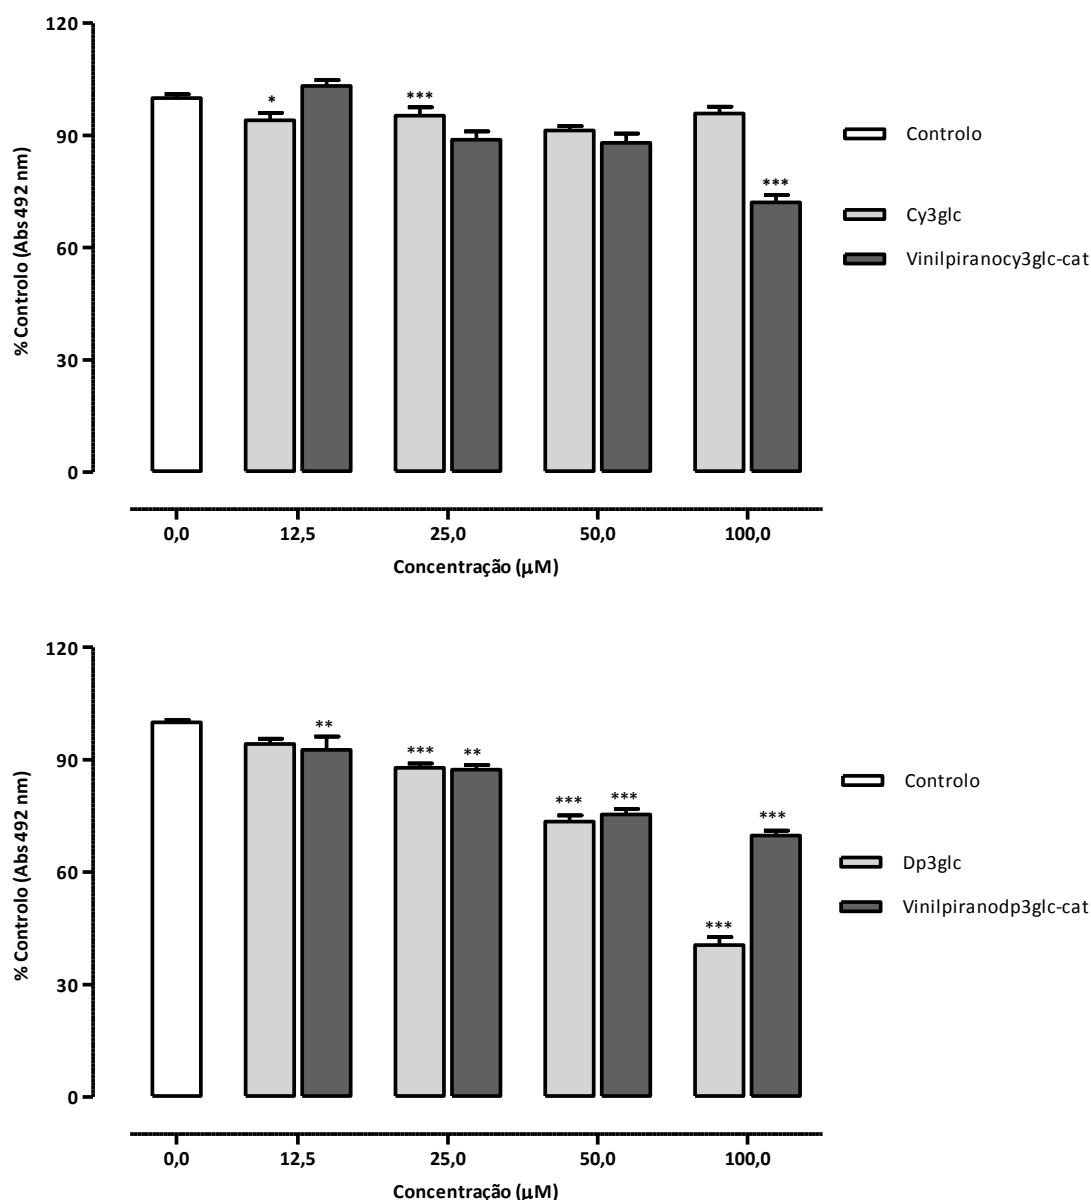 120
90
60
30
0
% Controlo (Abs 492 nm)
*
***
***
Controlo
Cy3glc
Vinilpiranocy3glc-cat
0,0 12,5 25,0 50,0 100,0
Concentração (µM)
120
90
60
30
0
% Controlo (Abs 492 nm)
**
*** **
*** ***
*** ***
Controlo
Dp3glc
Vinilpiranodp3glc-cat
0,0 12,5 25,0 50,0 100,0
Concentração (µM)